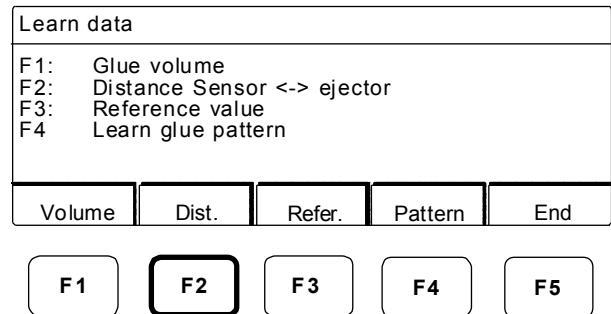 Learn data
F1: Glue volume
F2: Distance Sensor <-> ejector
F3: Reference value
F4 Learn glue pattern
Volume Dist. Refer. Pattern End
F1 F2 F3 F4 F5